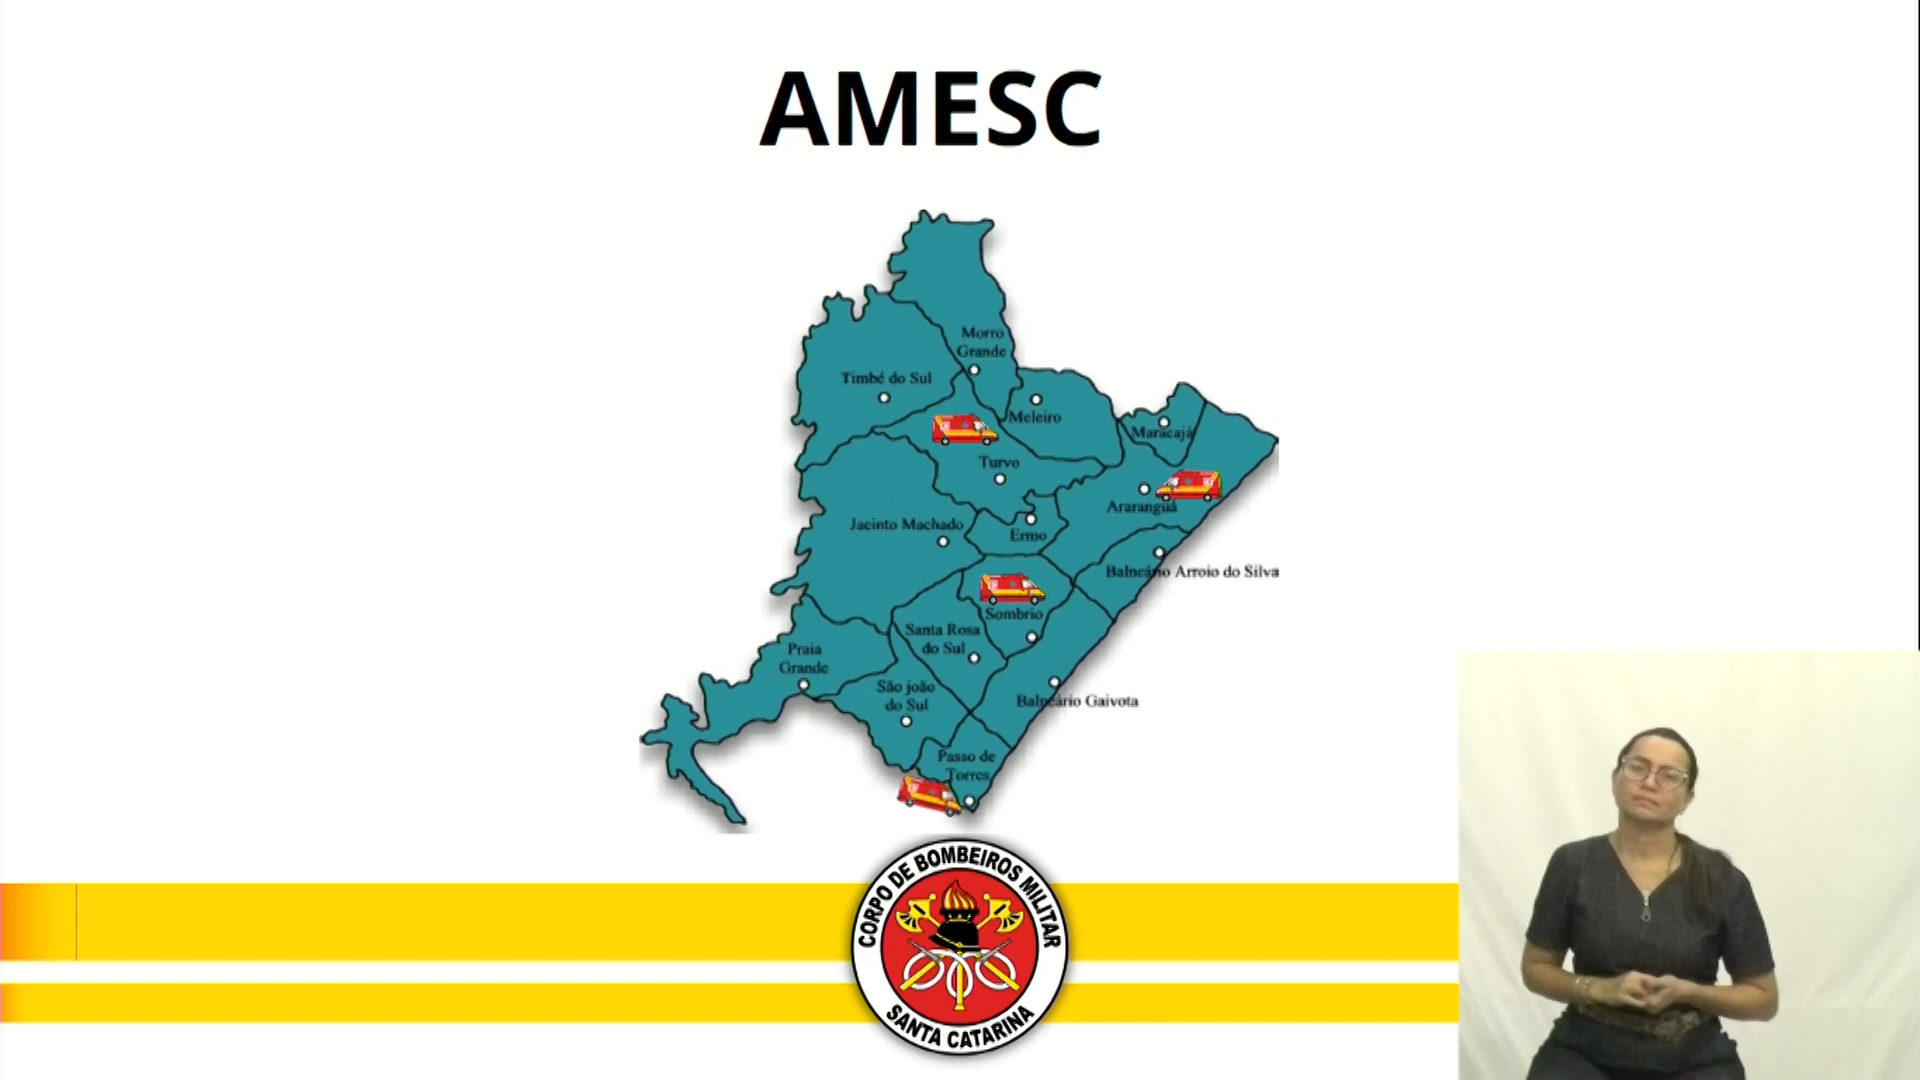 AMESC
Morro
Grande
Timbé do Sul
Meleiro
Maracajá
Turvo
Araranguá
Jacinto Machado
Ermo
Balneário Arroio do Silva
Sombrio
Santa Rosa
do Sul
Praia
Grande
São joão
do Sul
Balneário Gaivota
Passo de
Torres
CORPO DE BOMBEIROS MILITAR
SANTA CATARINA